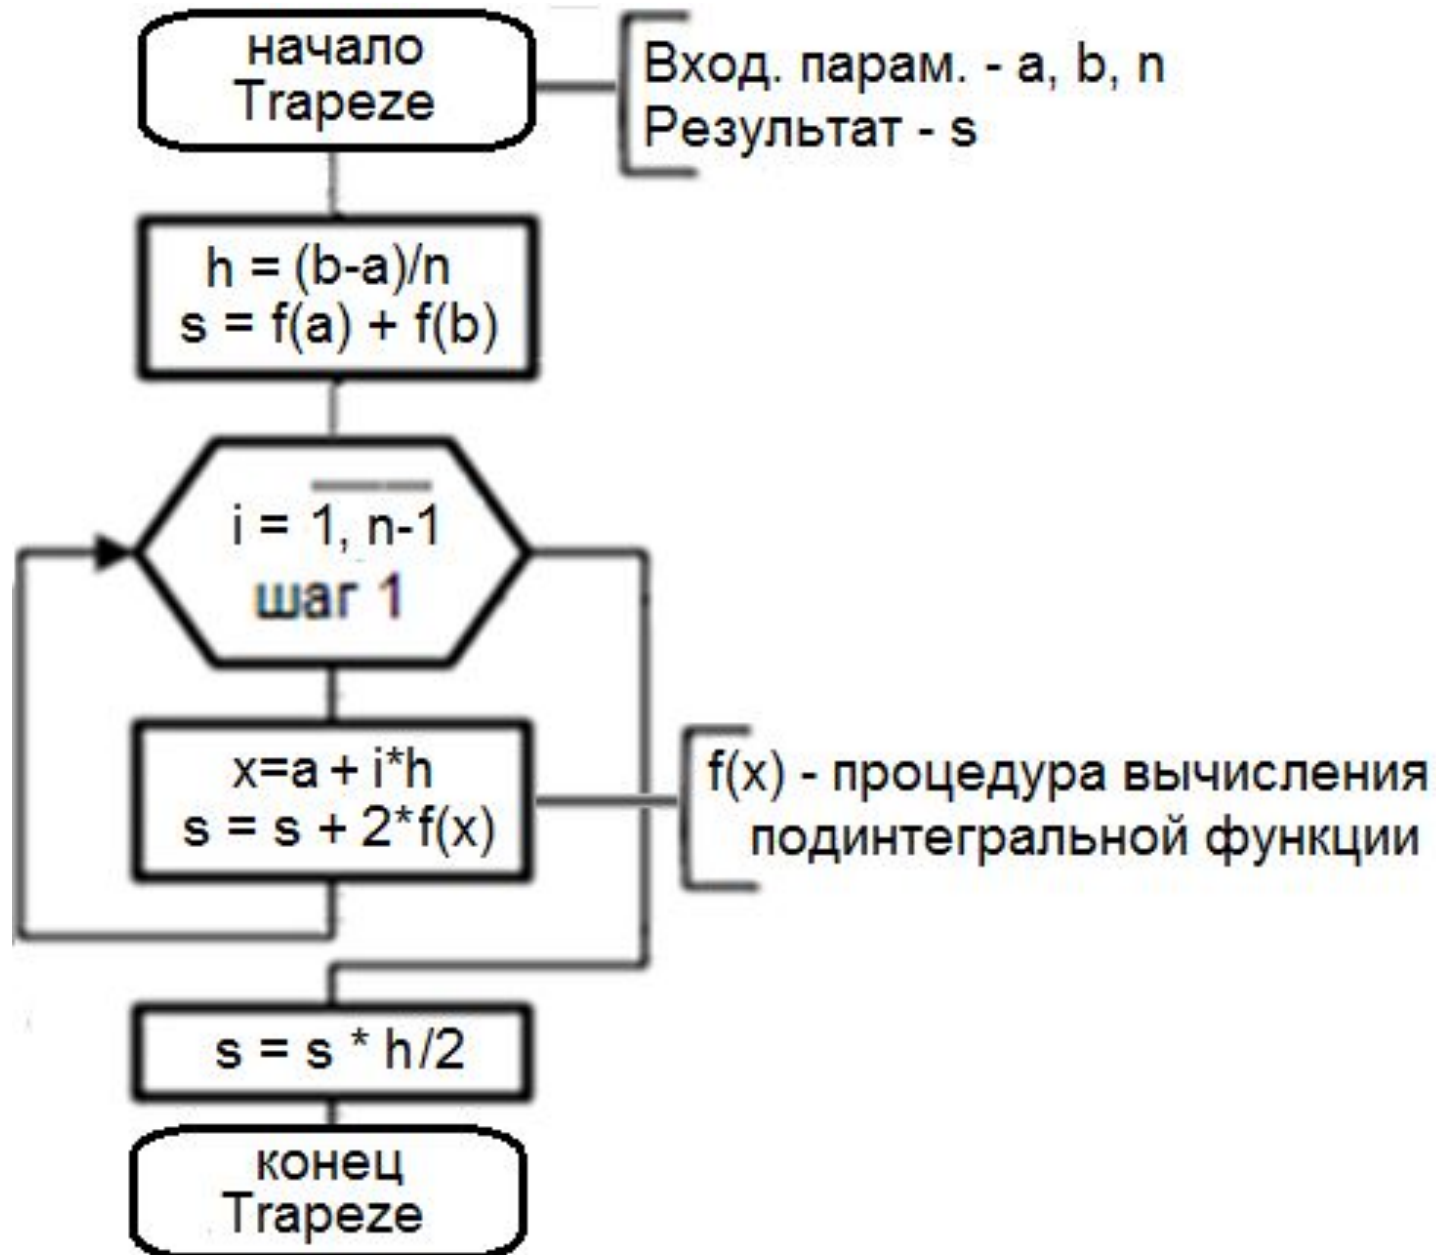 начало
Trapeze
Вход. парам. - a, b, n
Результат - s
h = (b-a)/n
s = f(a) + f(b)
i = 1, n-1
шаг 1
x=a + i*h
s = s + 2*f(x)
f(x) - процедура вычисления
подинтегральной функции
s = s * h/2
конец
Trapeze